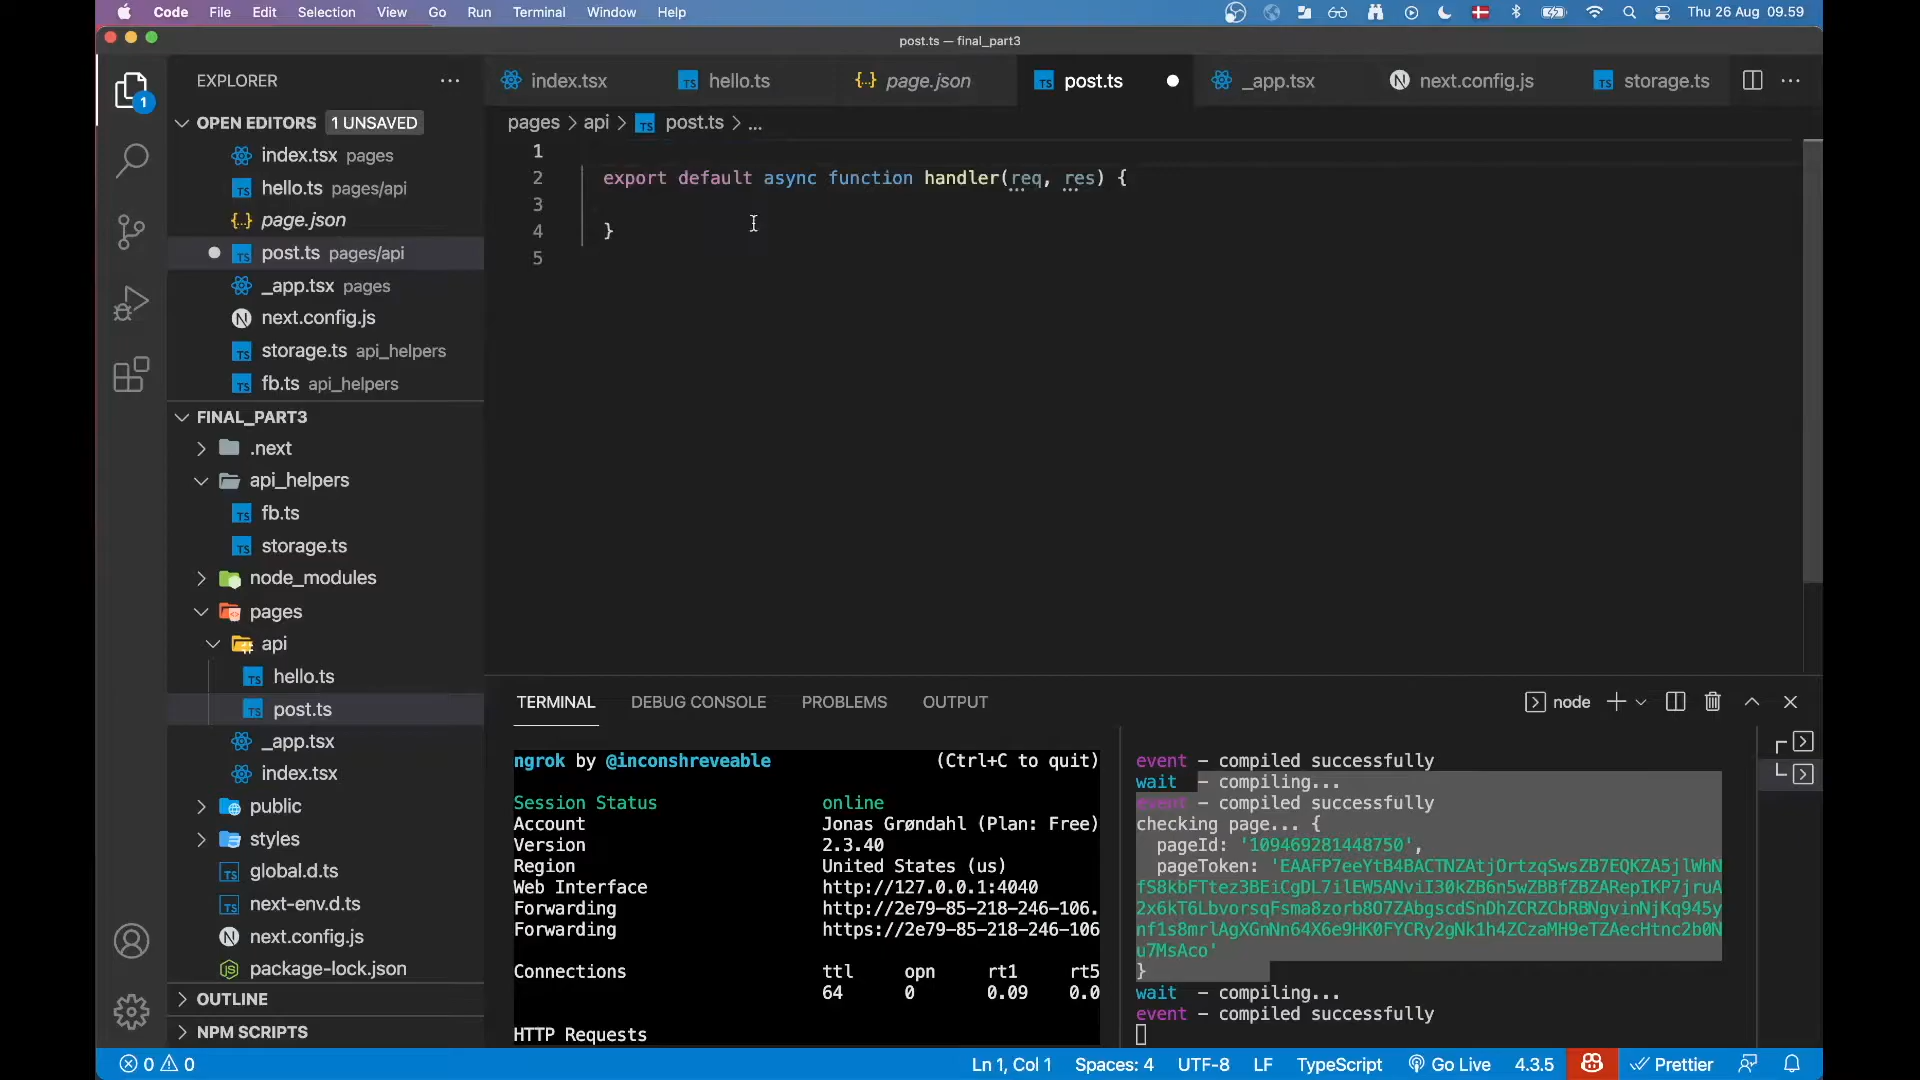 Code File Edit Selection View Go Run Terminal Window Help Thu 26 Aug 09.59
post.ts — final_part3
EXPLORER
index.tsx hello.ts page.json post.ts _app.tsx next.config.js storage.ts
1
OPEN EDITORS 1 UNSAVED
index.tsx pages
hello.ts pages/api
page.json
post.ts pages/api
_app.tsx pages
next.config.js
storage.ts api_helpers
fb.ts api_helpers
FINAL_PART3
.next
api_helpers
fb.ts
storage.ts
node_modules
pages
api
hello.ts
post.ts
_app.tsx
index.tsx
public
styles
global.d.ts
next-env.d.ts
next.config.js
package-lock.json
OUTLINE
NPM SCRIPTS
pages > api > post.ts > ...
1
2 export default async function handler(req, res) {
3
4 }
5
TERMINAL DEBUG CONSOLE PROBLEMS OUTPUT node
ngrok by @inconshreveable (Ctrl+C to quit)
Session Status online
Account Jonas Grøndahl (Plan: Free)
Version 2.3.40
Region United States (us)
Web Interface http://127.0.0.1:4040
Forwarding http://2e79-85-218-246-106.
Forwarding https://2e79-85-218-246-106
Connections ttl opn rt1 rt5
64 0 0.09 0.0
HTTP Requests
event - compiled successfully
wait - compiling...
event - compiled successfully
checking page... {
pageId: '109469281448750',
wait - compiling...
event - compiled successfully
0 0 Ln 1, Col 1 Spaces: 4 UTF-8 LF TypeScript Go Live 4.3.5 Prettier